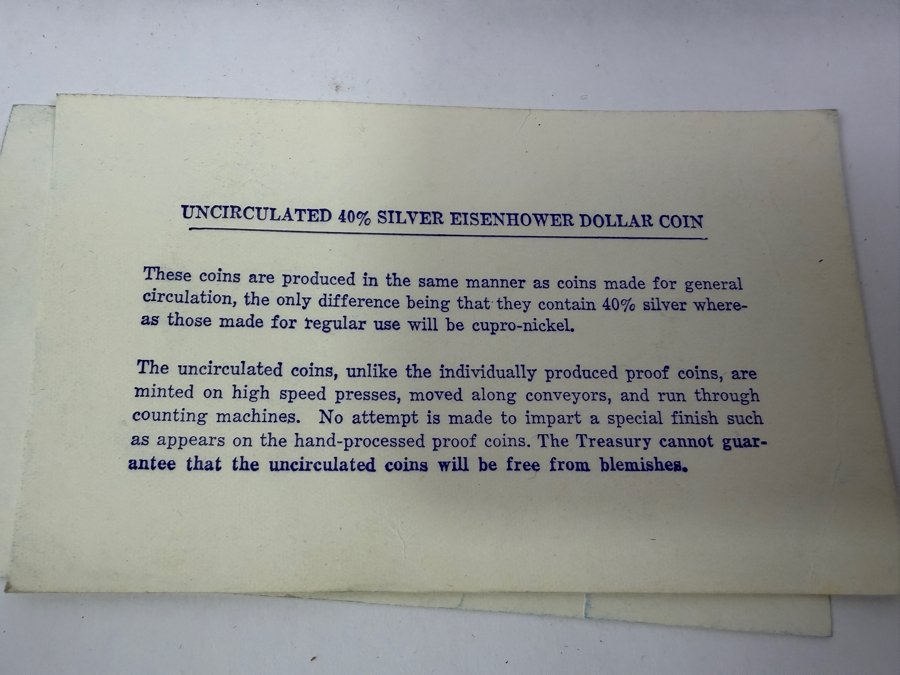 UNCIRCULATED 40% SILVER EISENHOWER DOLLAR COIN
These coins are produced in the same manner as coins made for general
circulation, the only difference being that they contain 40% silver where-
as those made for regular use will be cupro-nickel.
The uncirculated coins, unlike the individually produced proof coins, are
minted on high speed presses, moved along conveyors, and run through
counting machines. No attempt is made to impart a special finish such
as appears on the hand-processed proof coins. The Treasury cannot guar-
antee that the uncirculated coins will be free from blemishes.